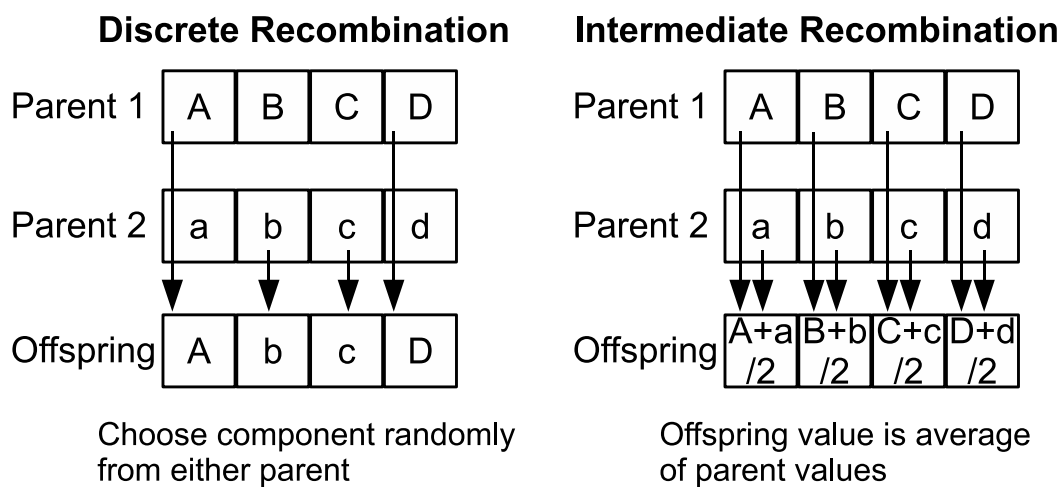 Discrete Recombination
Parent 1 A B C D
Parent 2 a b c d
Offspring A b c D
Choose component randomly
from either parent
Intermediate Recombination
Parent 1 A B C D
Parent 2 a b c d
Offspring A+a /2 B+b /2 C+c /2 D+d /2
Offspring value is average
of parent values